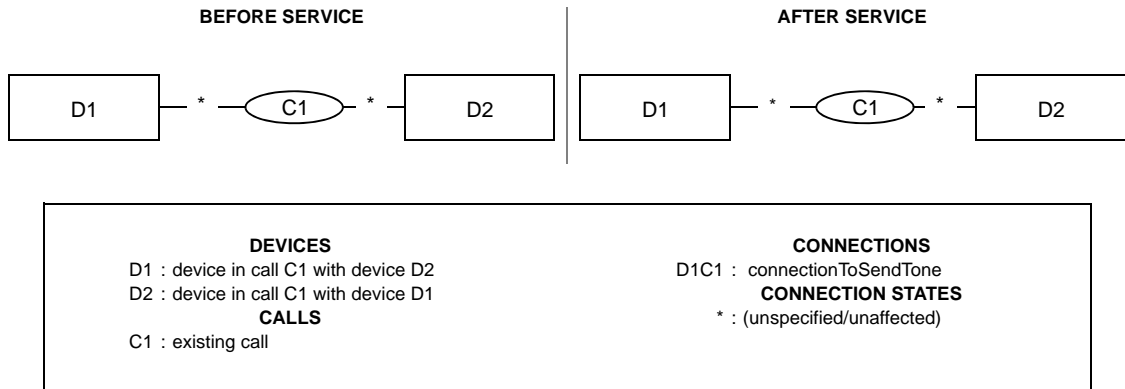 BEFORE SERVICE
AFTER SERVICE
D1 * C1 * D2
D1 * C1 * D2
DEVICES
D1 : device in call C1 with device D2
D2 : device in call C1 with device D1
CALLS
C1 : existing call
CONNECTIONS
D1C1 : connectionToSendTone
CONNECTION STATES
* : (unspecified/unaffected)